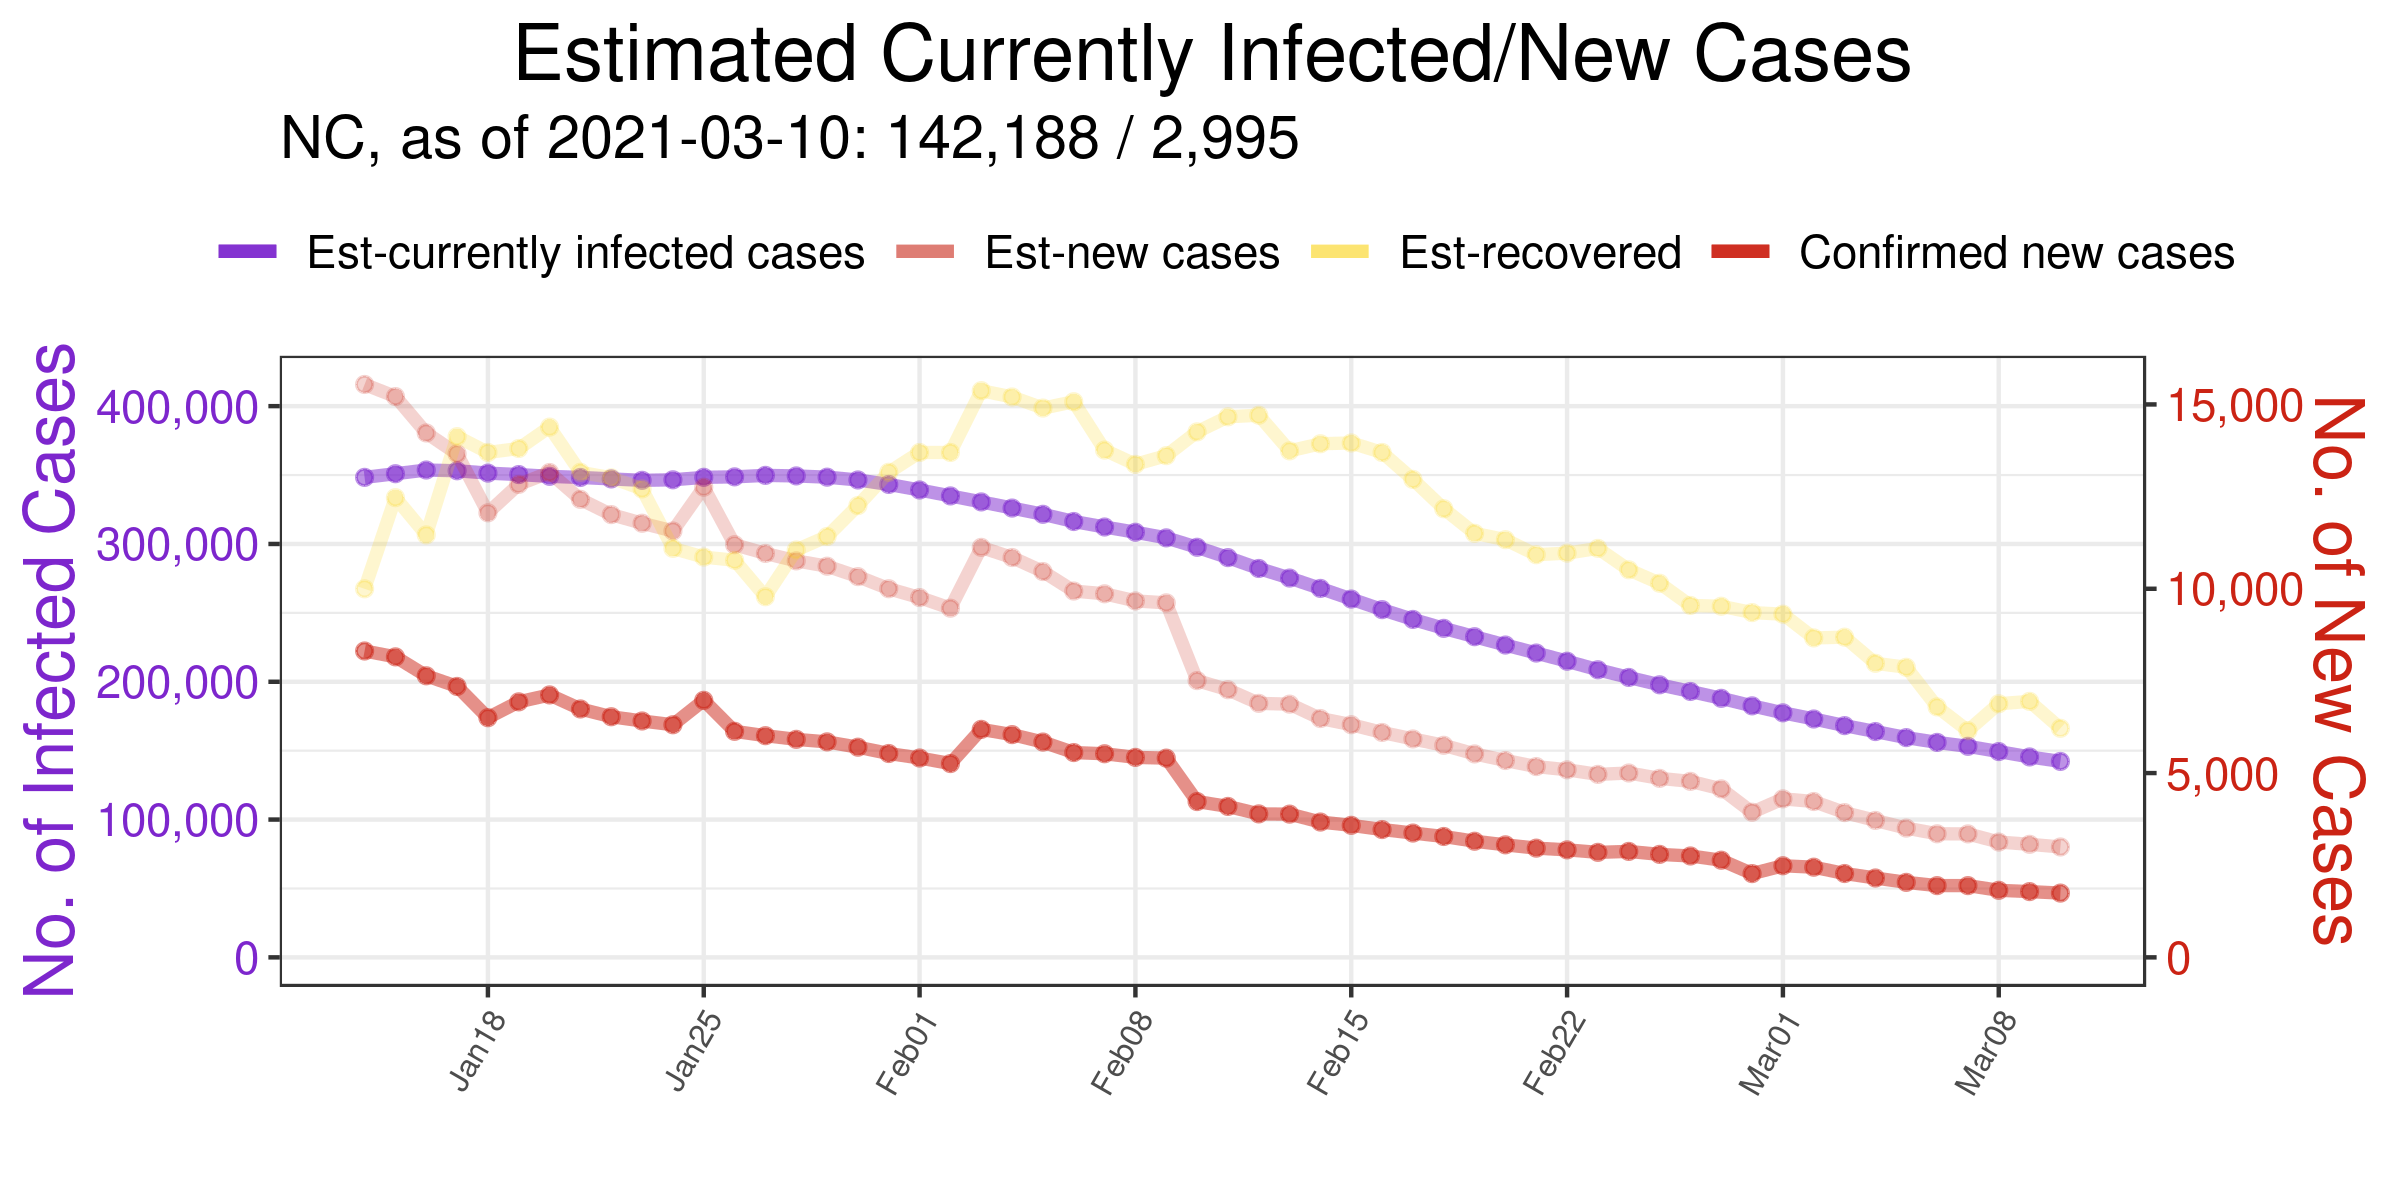 Estimated Currently Infected/New Cases
NC, as of 2021-03-10: 142,188 / 2,995
Est-currently infected cases Est-new cases Est-recovered Confirmed new cases
No. of Infected Cases
400,000
300,000
200,000
100,000
0
15,000
10,000
5,000
0
No. of New Cases
Jan18 Jan25 Feb01 Feb08 Feb15 Feb22 Mar01 Mar08